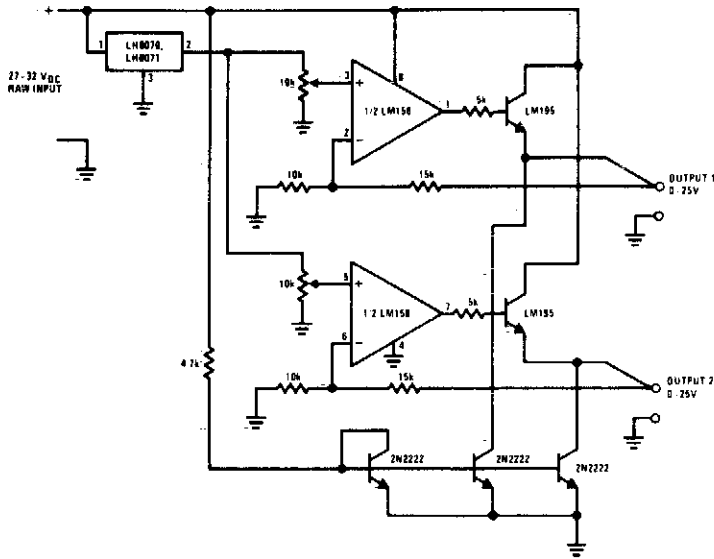 +
27-32 VDC
RAW INPUT
1
LH0070,
LH0071
2
3
10k
3
+
8
1/2 LM158
1
2
−
5k
LM195
10k
15k
OUTPUT 1
0-25V
10k
5
+
1/2 LM158
7
6
−
4
5k
LM195
10k
15k
OUTPUT 2
0-25V
4.7k
2N2222
2N2222
2N2222